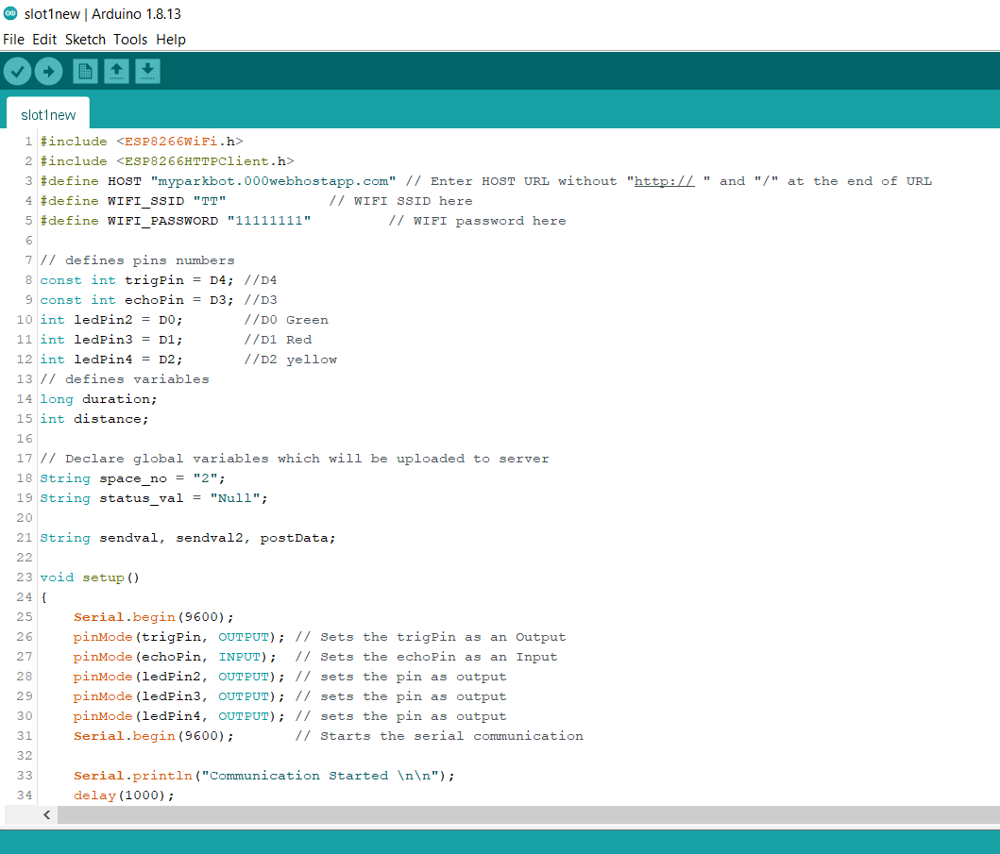 slot1new | Arduino 1.8.13
File Edit Sketch Tools Help
slot1new
1 #include <ESP8266WiFi.h>
2 #include <ESP8266HTTPClient.h>
3 #define HOST "myparkbot.000webhostapp.com" // Enter HOST URL without "http:// " and "/" at the end of URL
4 #define WIFI_SSID "TT"            // WIFI SSID here
5 #define WIFI_PASSWORD "11111111"         // WIFI password here
6
7 // defines pins numbers
8 const int trigPin = D4; //D4
9 const int echoPin = D3; //D3
10 int ledPin2 = D0;       //D0 Green
11 int ledPin3 = D1;       //D1 Red
12 int ledPin4 = D2;       //D2 yellow
13 // defines variables
14 long duration;
15 int distance;
16
17 // Declare global variables which will be uploaded to server
18 String space_no = "2";
19 String status_val = "Null";
20
21 String sendval, sendval2, postData;
22
23 void setup()
24 {
25     Serial.begin(9600);
26     pinMode(trigPin, OUTPUT); // Sets the trigPin as an Output
27     pinMode(echoPin, INPUT);  // Sets the echoPin as an Input
28     pinMode(ledPin2, OUTPUT); // sets the pin as output
29     pinMode(ledPin3, OUTPUT); // sets the pin as output
30     pinMode(ledPin4, OUTPUT); // sets the pin as output
31     Serial.begin(9600);       // Starts the serial communication
32
33     Serial.println("Communication Started \n\n");
34     delay(1000);